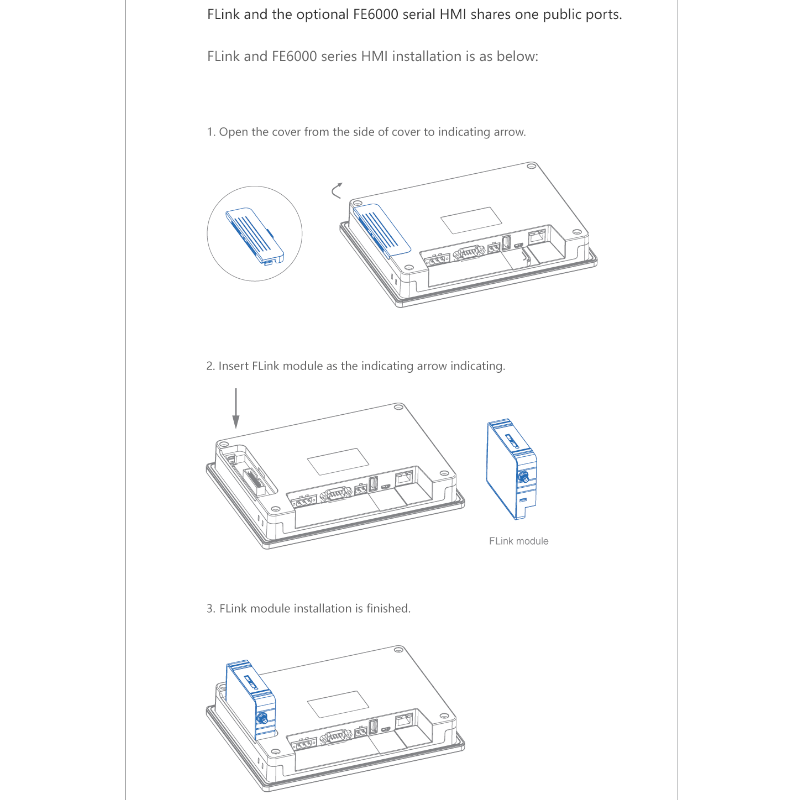 FLink and the optional FE6000 serial HMI shares one public ports.
FLink and FE6000 series HMI installation is as below:
1. Open the cover from the side of cover to indicating arrow.
2. Insert FLink module as the indicating arrow indicating.
FLink module
3. FLink module installation is finished.